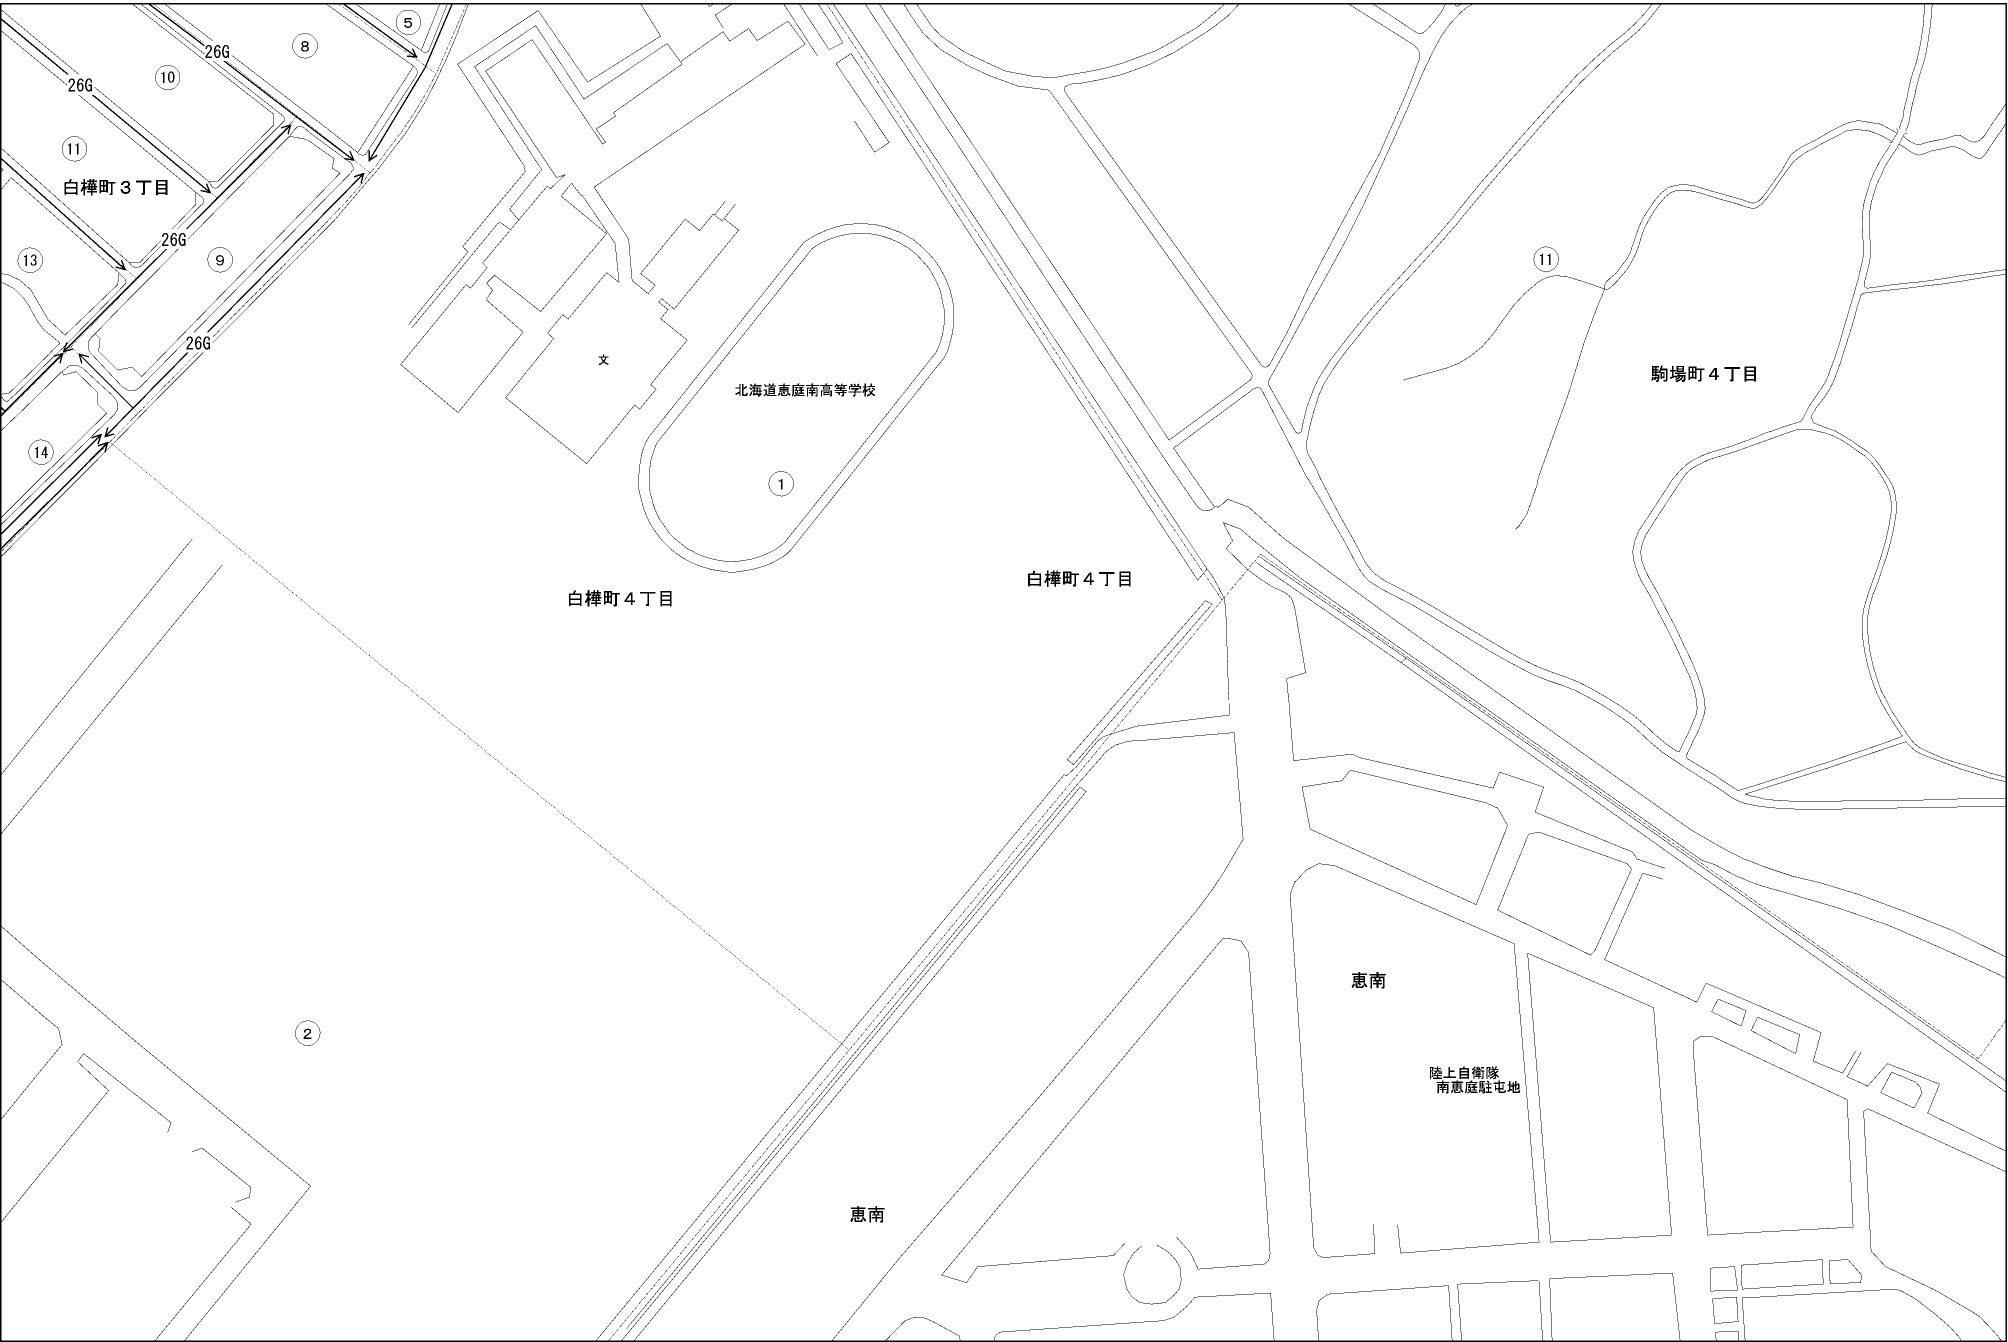 5
8
26G
10
26G
11
白樺町３丁目
26G
13
9
11
26G
文
駒場町４丁目
北海道恵庭南高等学校
14
1
白樺町４丁目
白樺町４丁目
恵南
2
陸上自衛隊
南恵庭駐屯地
恵南